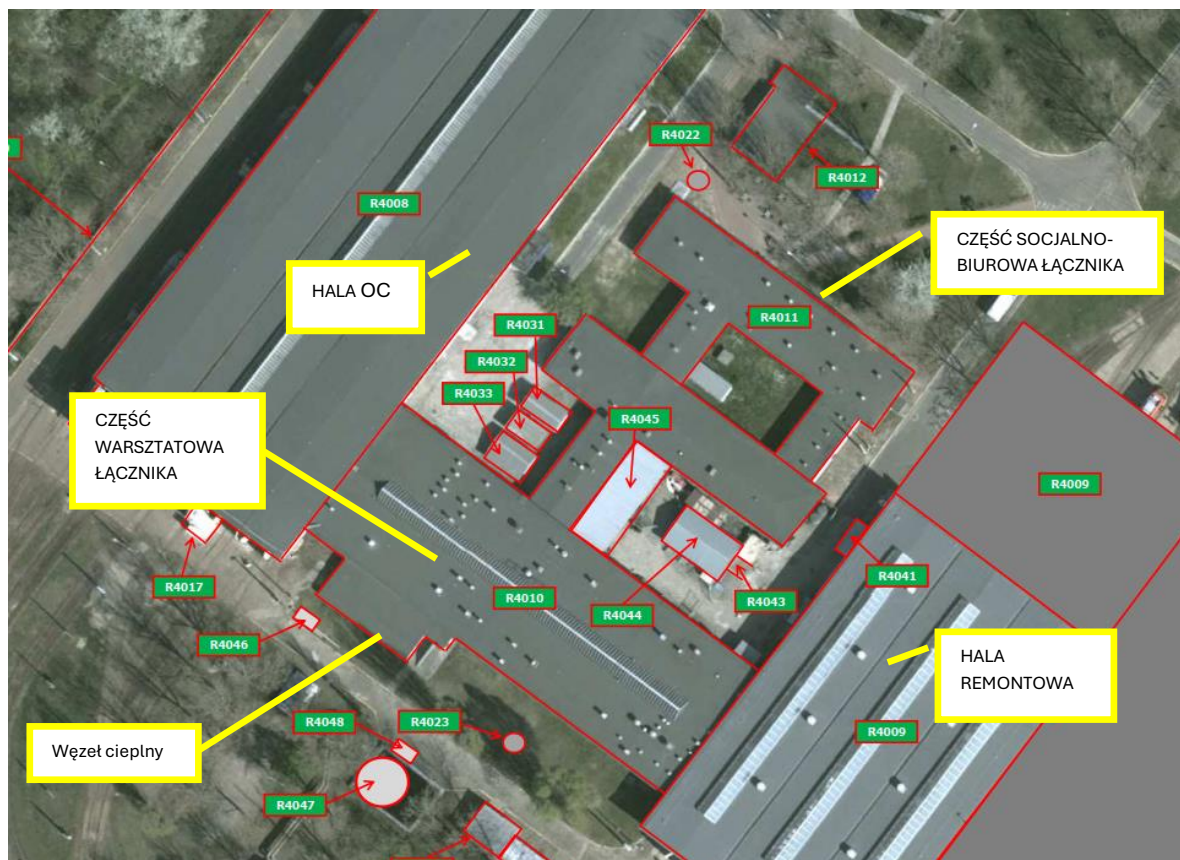 R4022
R4012
R4008
CZĘŚĆ SOCJALNO-
BIUROWA ŁĄCZNIKA
HALA OC
R4011
R4031
R4032
R4033
R4045
CZĘŚĆ
WARSZTATOWA
ŁĄCZNIKA
R4009
R4017
R4010
R4044
R4043
R4041
R4046
HALA
REMONTOWA
R4048
R4023
R4009
Węzeł cieplny
R4047